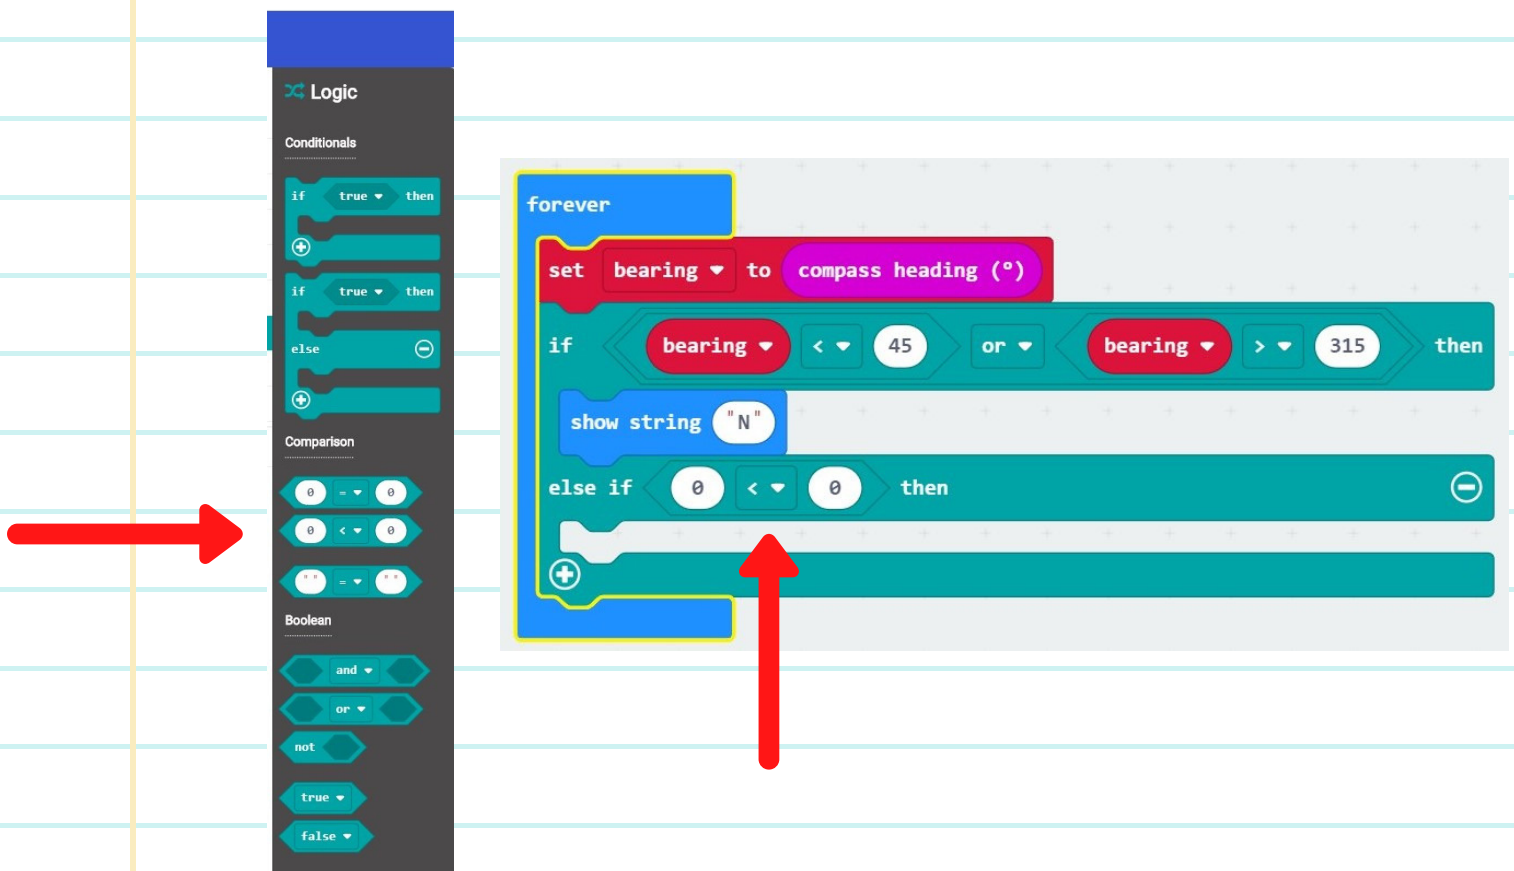 Logic
Conditionals
if true then
if true then
else
Comparison
0 = 0
0 < 0
" " = " "
Boolean
and
or
not
true
false
forever
set bearing to compass heading (°)
if bearing < 45 or bearing > 315 then
show string "N"
else if 0 < 0 then